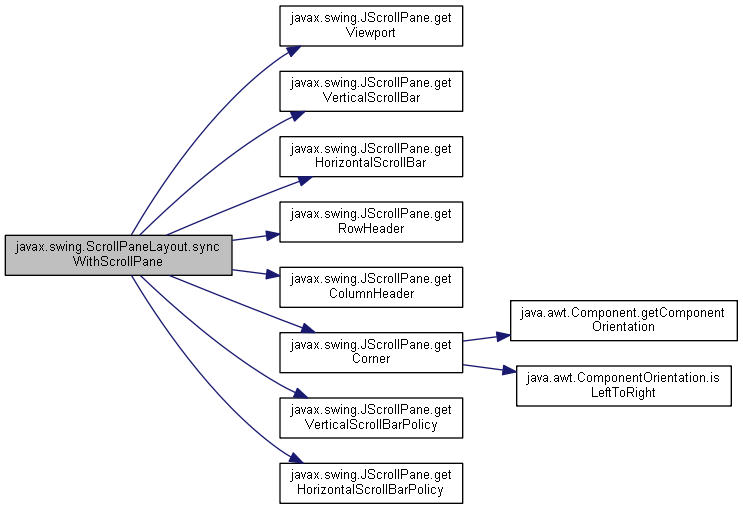 javax.swing.JScrollPane.get
Viewport
javax.swing.JScrollPane.get
VerticalScrollBar
javax.swing.JScrollPane.get
HorizontalScrollBar
javax.swing.JScrollPane.get
RowHeader
javax.swing.ScrollPaneLayout.sync
WithScrollPane
javax.swing.JScrollPane.get
ColumnHeader
javax.swing.JScrollPane.get
Corner
java.awt.Component.getComponent
Orientation
java.awt.ComponentOrientation.is
LeftToRight
javax.swing.JScrollPane.get
VerticalScrollBarPolicy
javax.swing.JScrollPane.get
HorizontalScrollBarPolicy